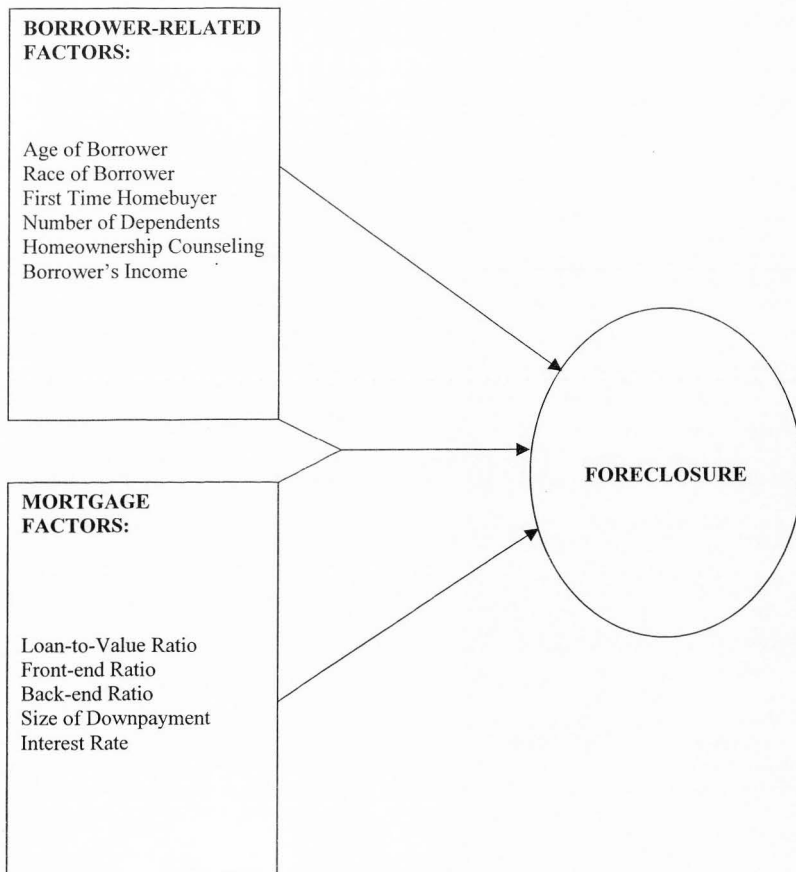 BORROWER-RELATED
FACTORS:
Age of Borrower
Race of Borrower
First Time Homebuyer
Number of Dependents
Homeownership Counseling
Borrower's Income
FORECLOSURE
MORTGAGE
FACTORS:
Loan-to-Value Ratio
Front-end Ratio
Back-end Ratio
Size of Downpayment
Interest Rate